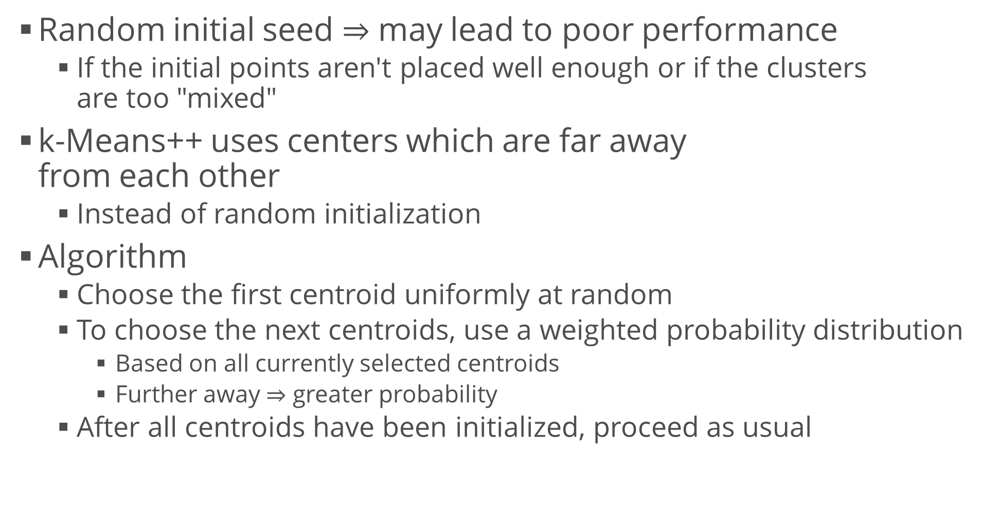 ▪ Random initial seed ⇒ may lead to poor performance
▪ If the initial points aren't placed well enough or if the clusters
are too "mixed"
▪ k-Means++ uses centers which are far away
from each other
▪ Instead of random initialization
▪ Algorithm
▪ Choose the first centroid uniformly at random
▪ To choose the next centroids, use a weighted probability distribution
▪ Based on all currently selected centroids
▪ Further away ⇒ greater probability
▪ After all centroids have been initialized, proceed as usual